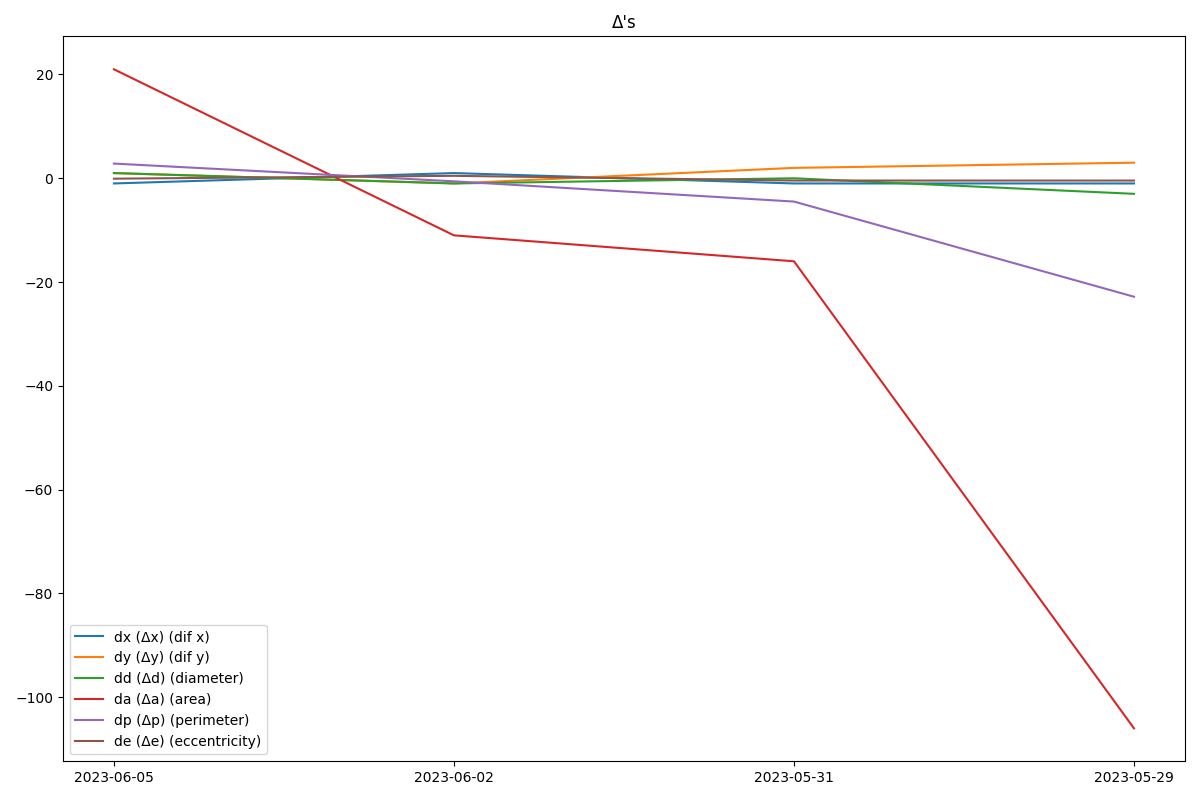 Δ's
20
0
−20
−40
−60
−80
−100
dx (Δx) (dif x)
dy (Δy) (dif y)
dd (Δd) (diameter)
da (Δa) (area)
dp (Δp) (perimeter)
de (Δe) (eccentricity)
2023-06-05 2023-06-02 2023-05-31 2023-05-29